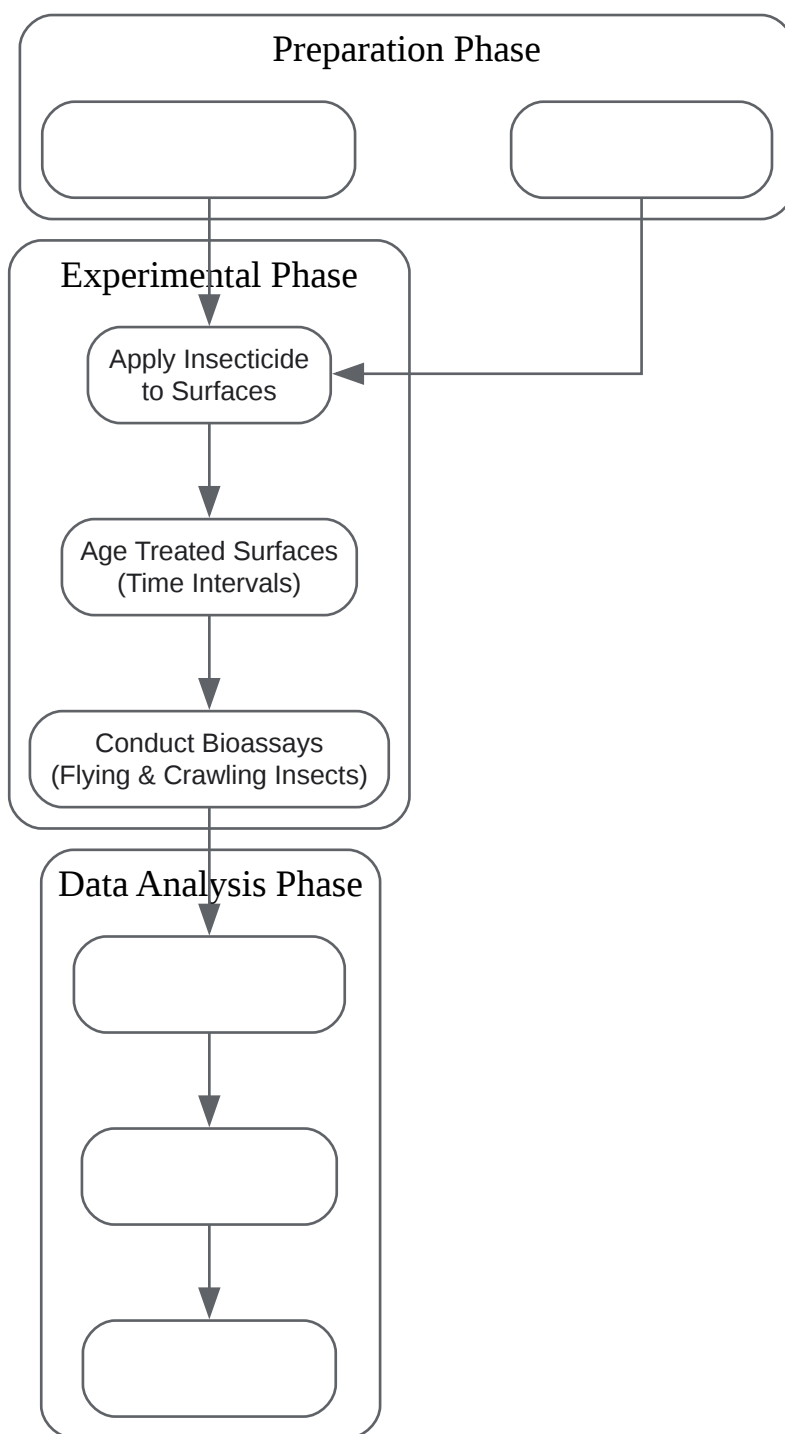 Preparation Phase
Experimental Phase
Apply Insecticide
to Surfaces
Age Treated Surfaces
(Time Intervals)
Conduct Bioassays
(Flying & Crawling Insects)
Data Analysis Phase